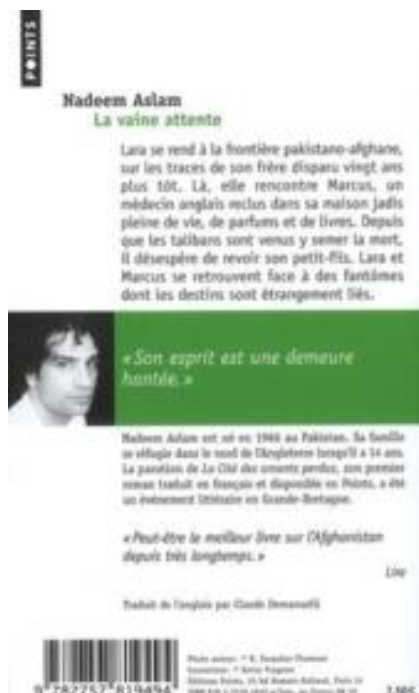 POINTS
Nadeem Aslam
La vaine attente
Lara se rend à la frontière pakistano-afghane,
sur les traces de son frère disparu vingt ans
plus tôt. Là, elle rencontre Marcus, un
médecin anglais reclus dans sa maison jadis
pleine de vie, de parfums et de livres. Depuis
que les talibans sont venus y semer la mort,
il désespère de revoir son petit-fils. Lara et
Marcus se retrouvent face à des fantômes
dont les destins sont étrangement liés.
« Son esprit est une demeure
hantée. »
Nadeem Aslam est né en 1966 au Pakistan. Sa famille
se réfugie dans le nord de l'Angleterre lorsqu'il a 14 ans.
La parution de La Cité des amants perdus, son premier
roman traduit en français et disponible en Points, a été
un événement littéraire en Grande-Bretagne.
« Peut-être le meilleur livre sur l'Afghanistan
depuis très longtemps. »
Lire
Traduit de l'anglais par Claude Demanuelli
9 782757 819494